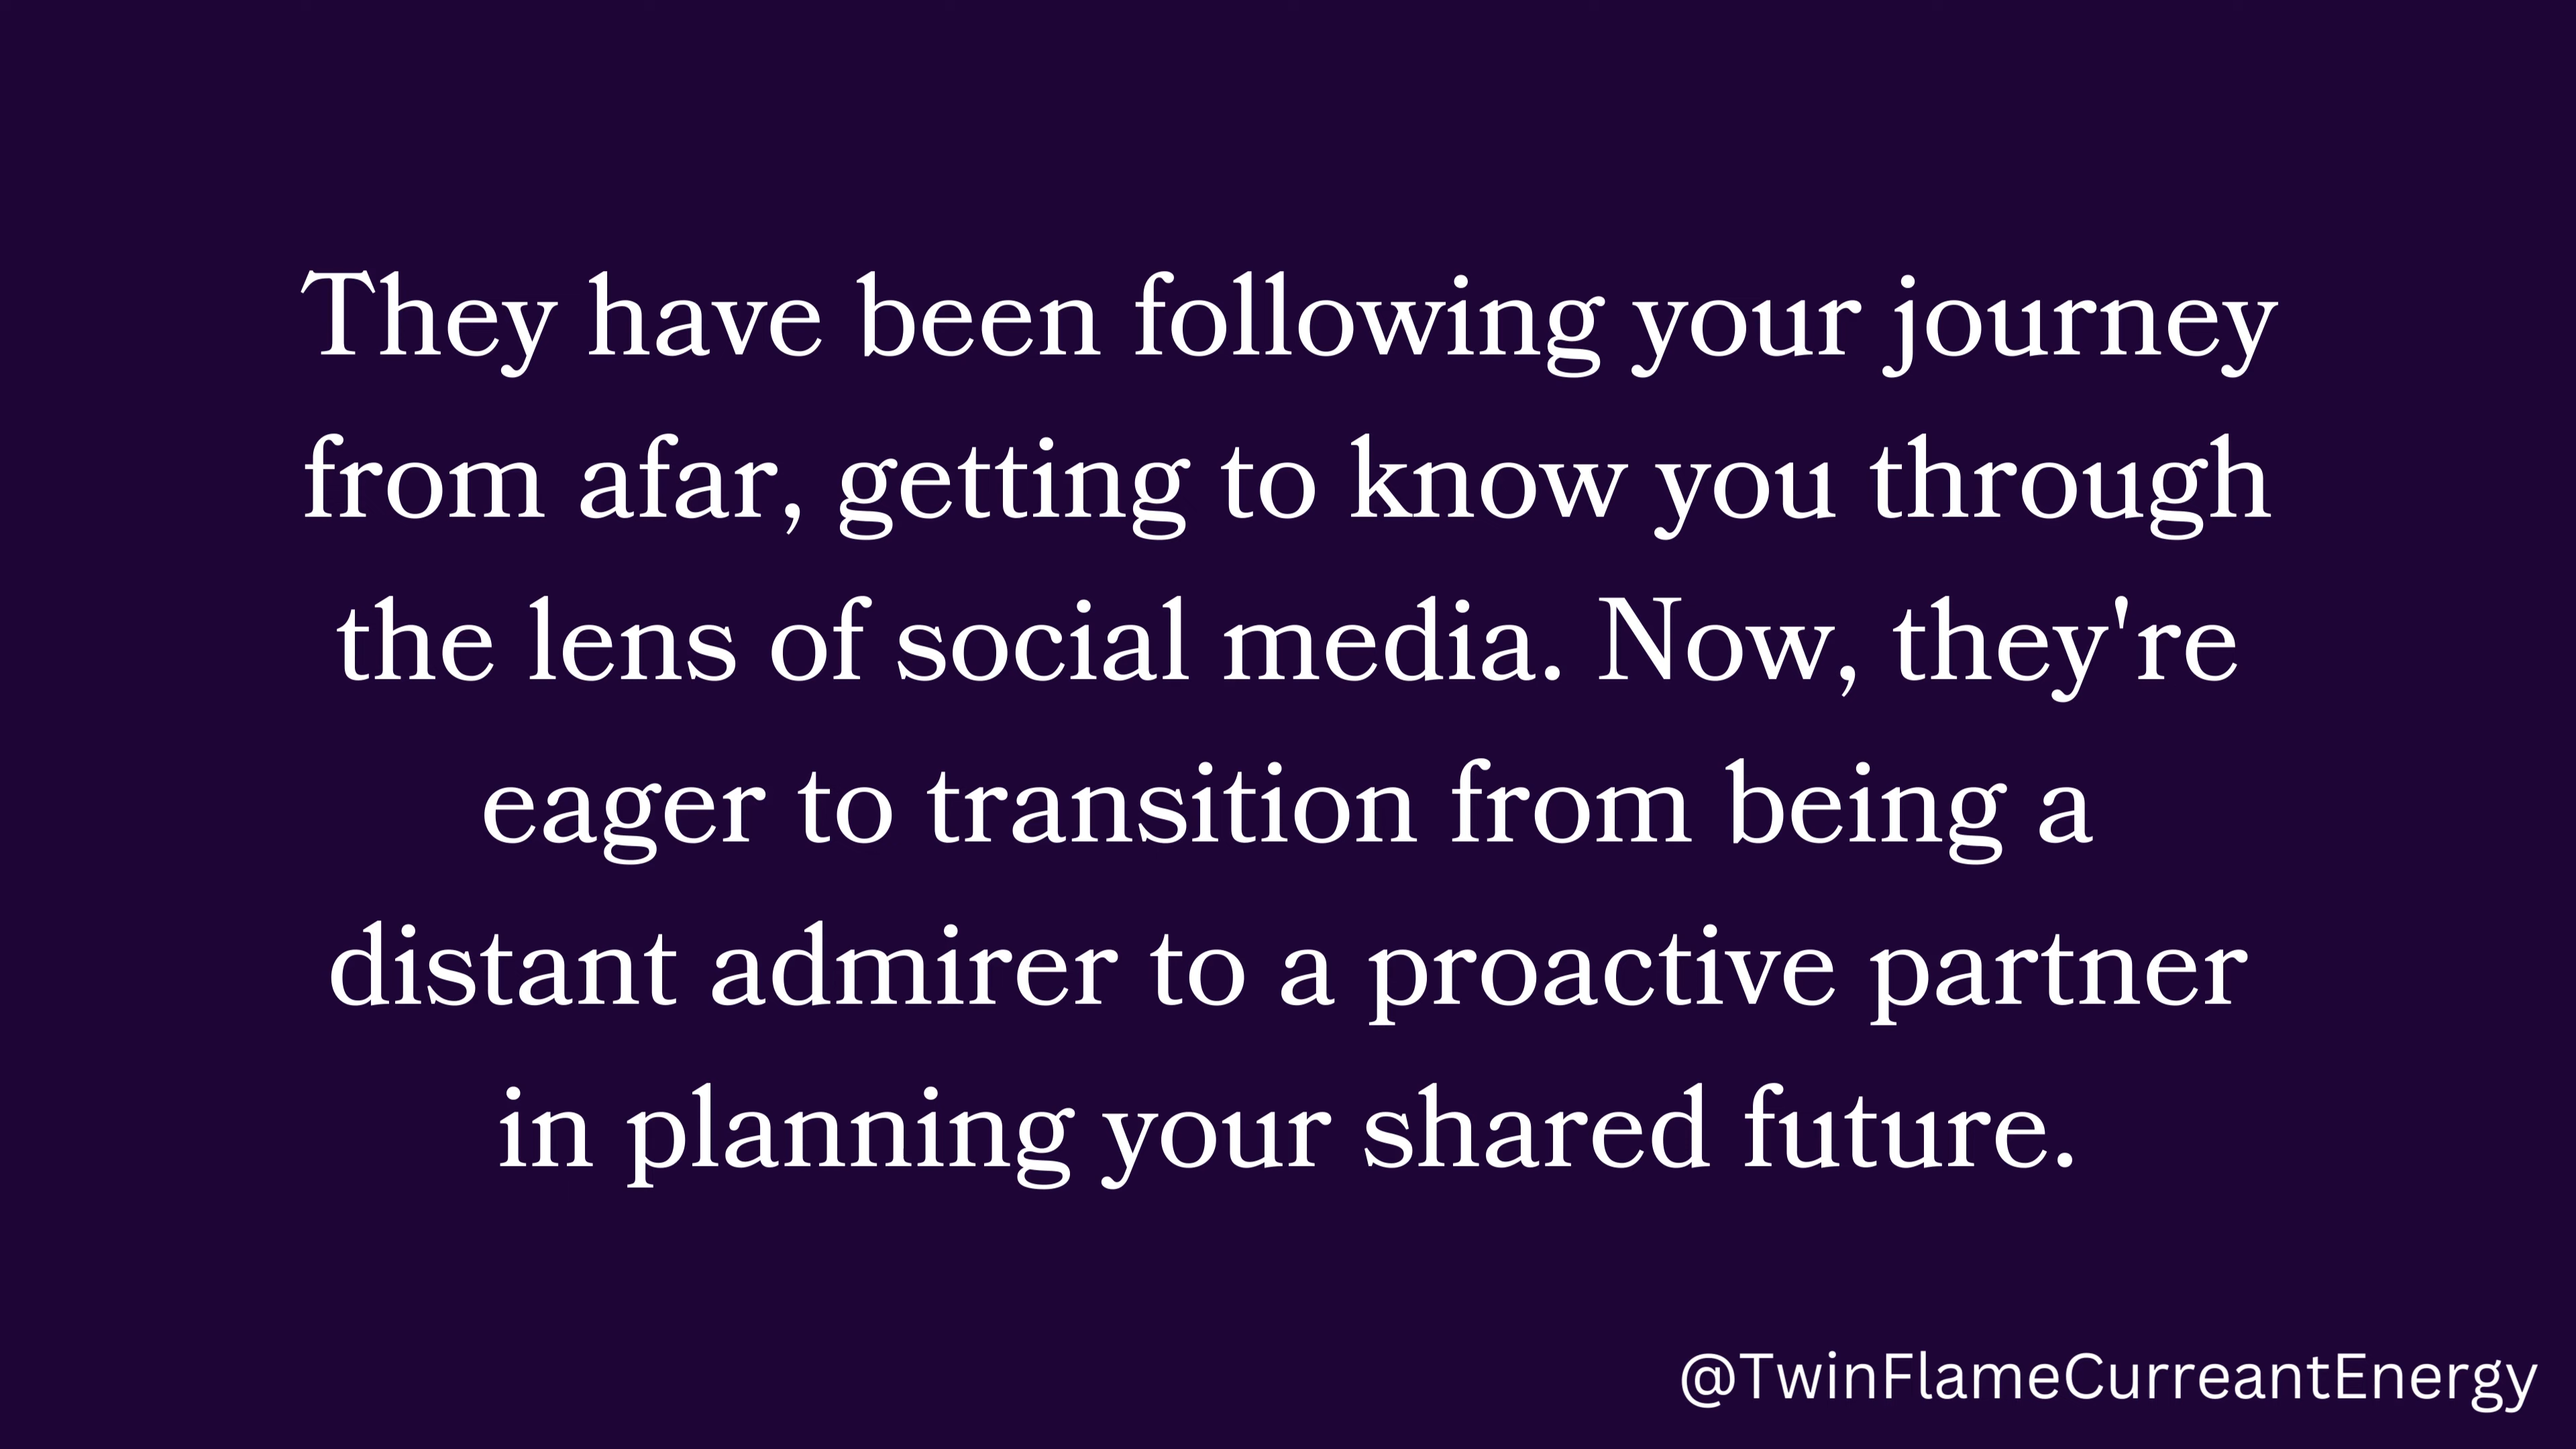 They have been following your journey
from afar, getting to know you through
the lens of social media. Now, they're
eager to transition from being a
distant admirer to a proactive partner
in planning your shared future.
@TwinFlameCurreantEnergy